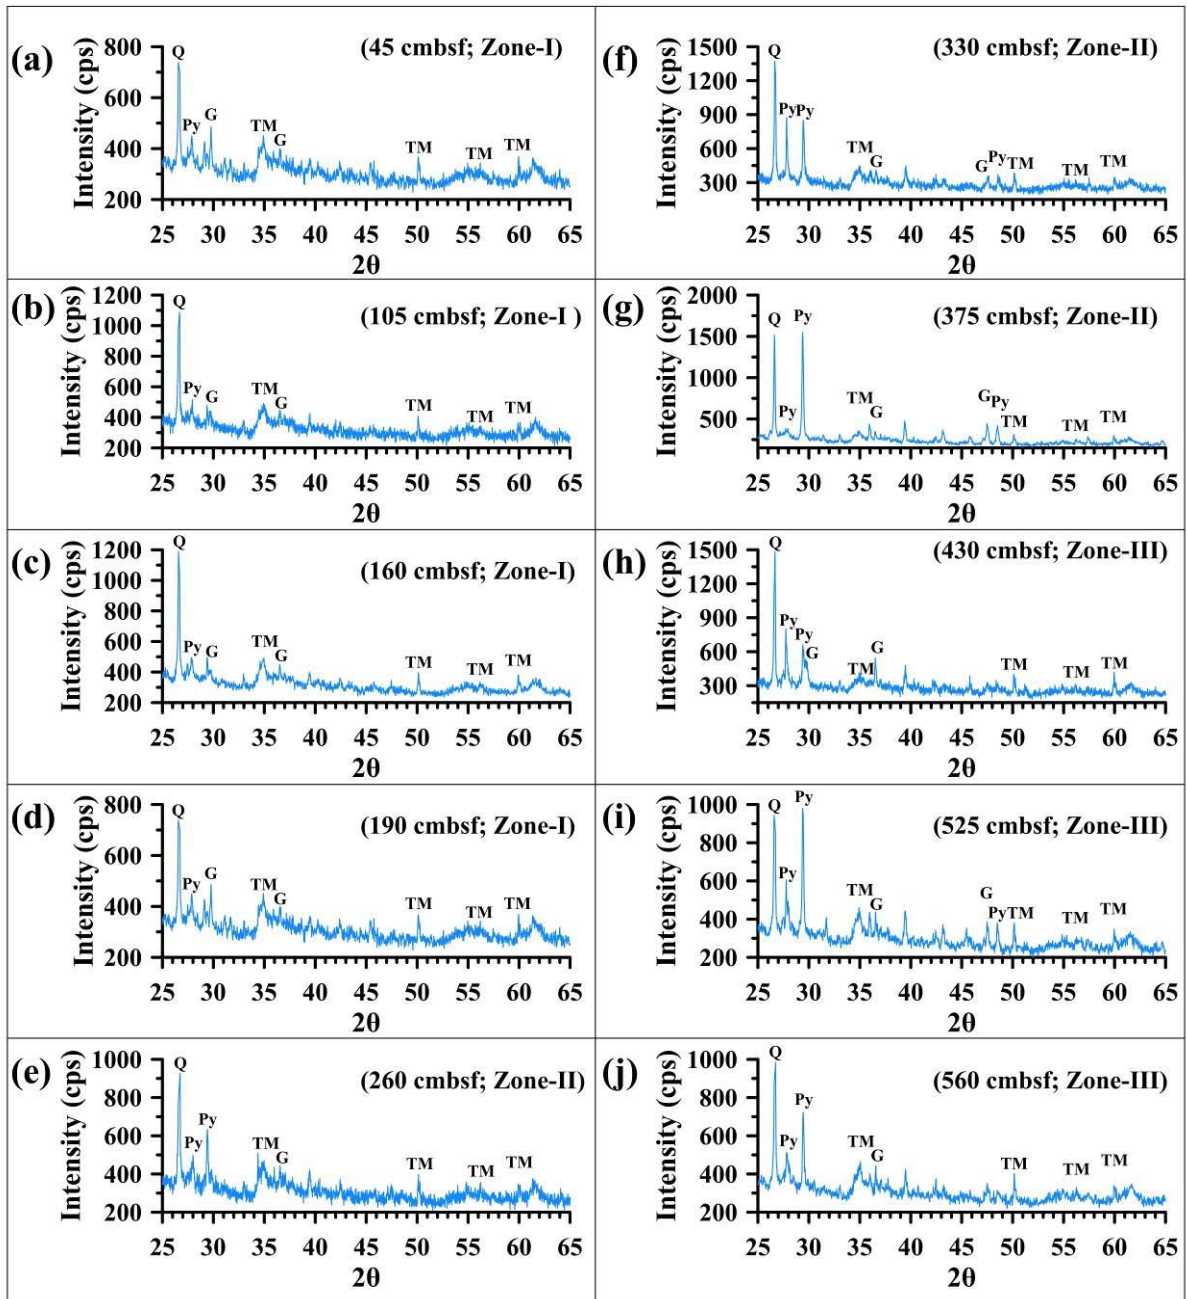 (a)
(45 cmbsf; Zone-I)
Intensity (cps)
800
600
400
200
Q
Py
G
TM
G
TM
TM
TM
25 30 35 40 45 50 55 60 65
2θ
(b)
(105 cmbsf; Zone-I )
Intensity (cps)
1200
1000
800
600
400
200
Q
Py
G
TM
G
TM
TM
TM
25 30 35 40 45 50 55 60 65
2θ
(c)
(160 cmbsf; Zone-I)
Intensity (cps)
1200
1000
800
600
400
200
Q
Py
G
TM
G
TM
TM
TM
25 30 35 40 45 50 55 60 65
2θ
(d)
(190 cmbsf; Zone-I)
Intensity (cps)
800
600
400
200
Q
Py
G
TM
G
TM
TM
TM
25 30 35 40 45 50 55 60 65
2θ
(e)
(260 cmbsf; Zone-II)
Intensity (cps)
1000
800
600
400
200
Q
Py
Py
TM
G
TM
TM
TM
25 30 35 40 45 50 55 60 65
2θ
(f)
(330 cmbsf; Zone-II)
Intensity (cps)
1500
1200
900
600
300
Q
Py
Py
TM
G
G
Py
TM
TM
TM
25 30 35 40 45 50 55 60 65
2θ
(g)
(375 cmbsf; Zone-II)
Intensity (cps)
2000
1500
1000
500
Q
Py
Py
TM
G
G
Py
TM
TM
TM
25 30 35 40 45 50 55 60 65
2θ
(h)
(430 cmbsf; Zone-III)
Intensity (cps)
1500
1200
900
600
300
Q
Py
Py
G
TM
G
TM
TM
TM
25 30 35 40 45 50 55 60 65
2θ
(i)
(525 cmbsf; Zone-III)
Intensity (cps)
1000
800
600
400
200
Q
Py
Py
TM
G
G
Py
TM
TM
TM
25 30 35 40 45 50 55 60 65
2θ
(j)
(560 cmbsf; Zone-III)
Intensity (cps)
1000
800
600
400
200
Q
Py
Py
TM
G
TM
TM
TM
25 30 35 40 45 50 55 60 65
2θ